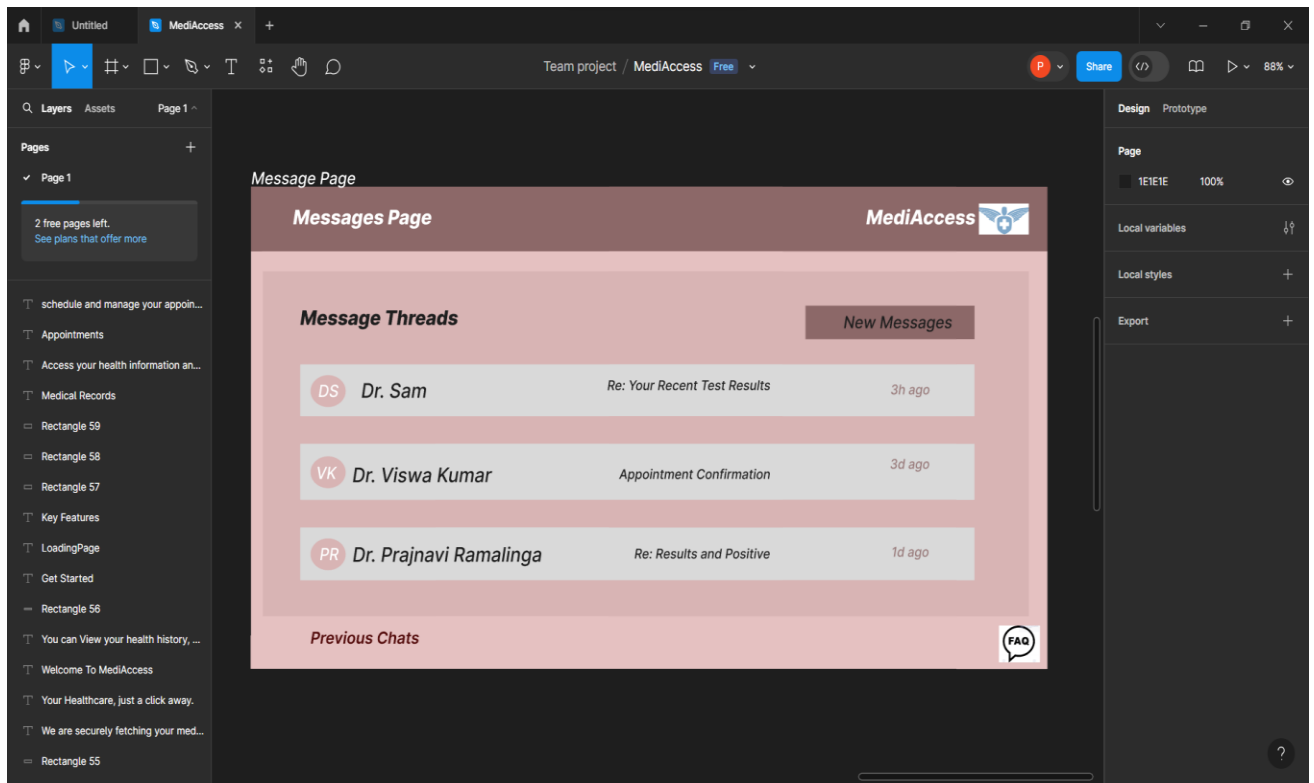 Untitled
MediAccess
Team project / MediAccess Free
P
Share
88%
Layers Assets Page 1
Pages
Page 1
2 free pages left.
See plans that offer more
schedule and manage your appoin...
Appointments
Access your health information an...
Medical Records
Rectangle 59
Rectangle 58
Rectangle 57
Key Features
LoadingPage
Get Started
Rectangle 56
You can View your health history, ...
Welcome To MediAccess
Your Healthcare, just a click away.
We are securely fetching your med...
Rectangle 55
Message Page
Messages Page
MediAccess
Message Threads
New Messages
DS Dr. Sam Re: Your Recent Test Results 3h ago
VK Dr. Viswa Kumar Appointment Confirmation 3d ago
PR Dr. Prajnavi Ramalinga Re: Results and Positive 1d ago
Previous Chats
FAQ
Design Prototype
Page
1E1E1E 100%
Local variables
Local styles
Export
?